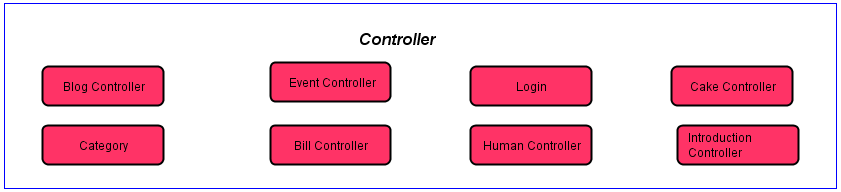 Controller
Blog Controller
Event Controller
Login
Cake Controller
Category
Bill Controller
Human Controller
Introduction
Controller